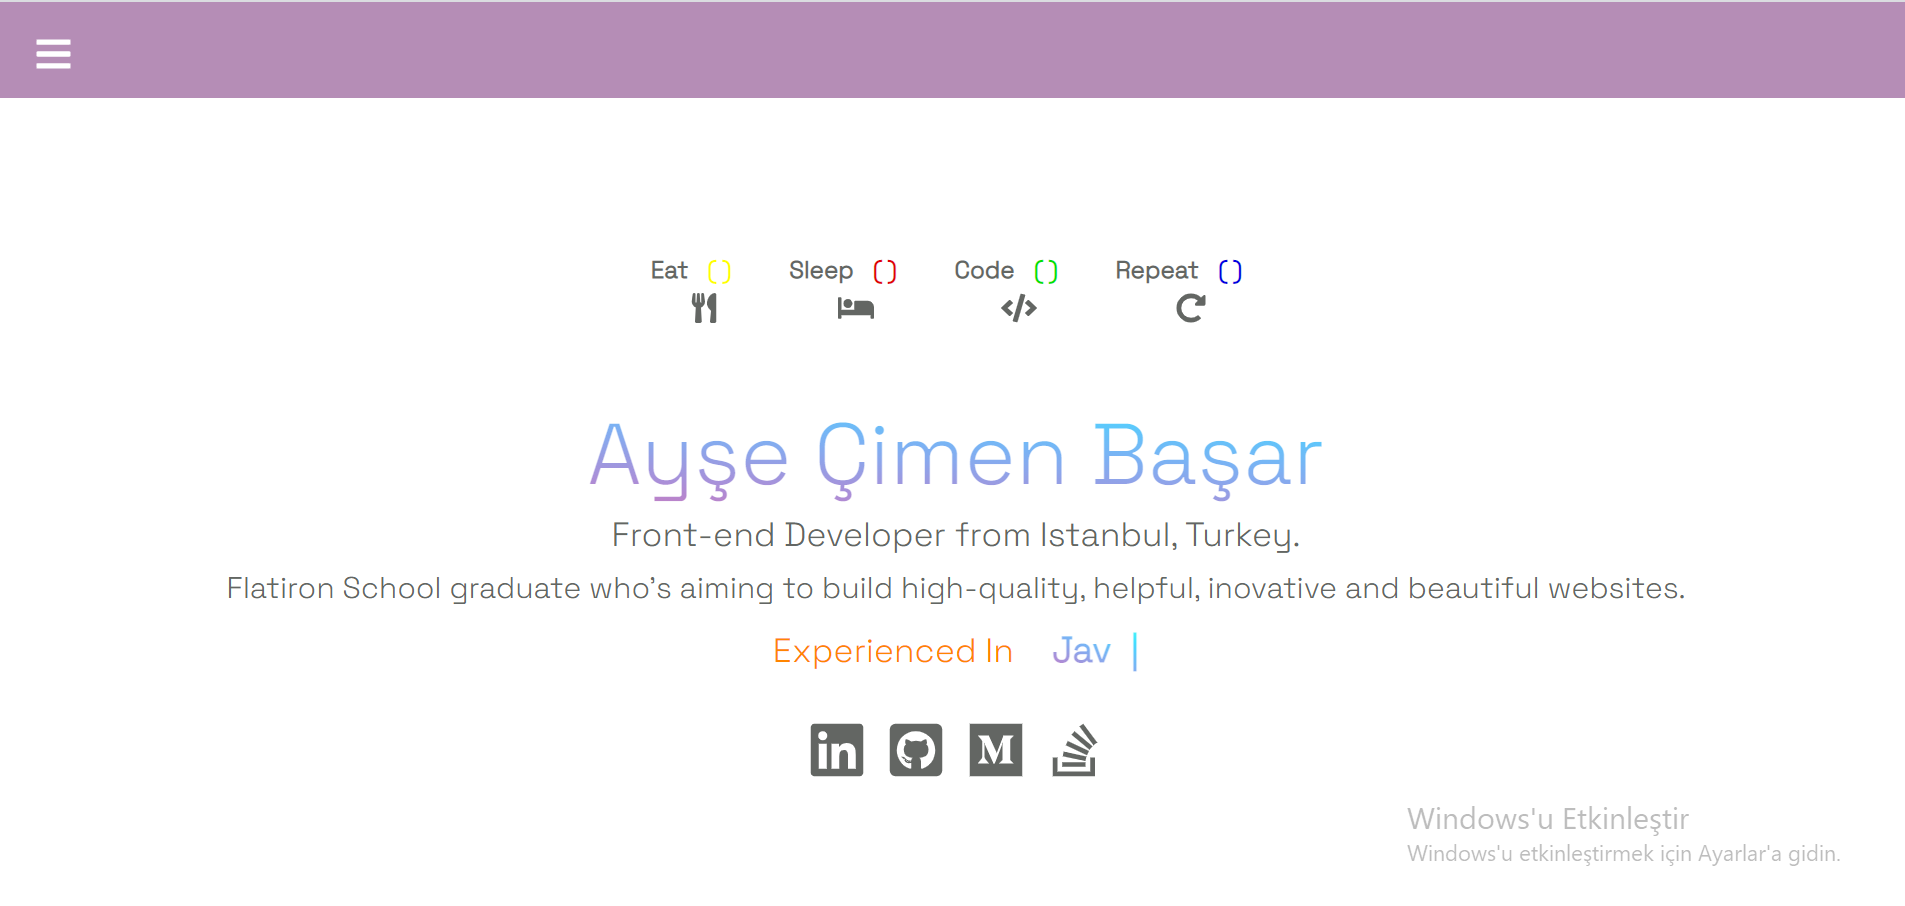 Eat () Sleep () Code () Repeat ()
Ayşe Çimen Başar
Front-end Developer from Istanbul, Turkey.
Flatiron School graduate who's aiming to build high-quality, helpful, inovative and beautiful websites.
Experienced In Jav |
in M
Windows'u Etkinleştir
Windows'u etkinleştirmek için Ayarlar'a gidin.